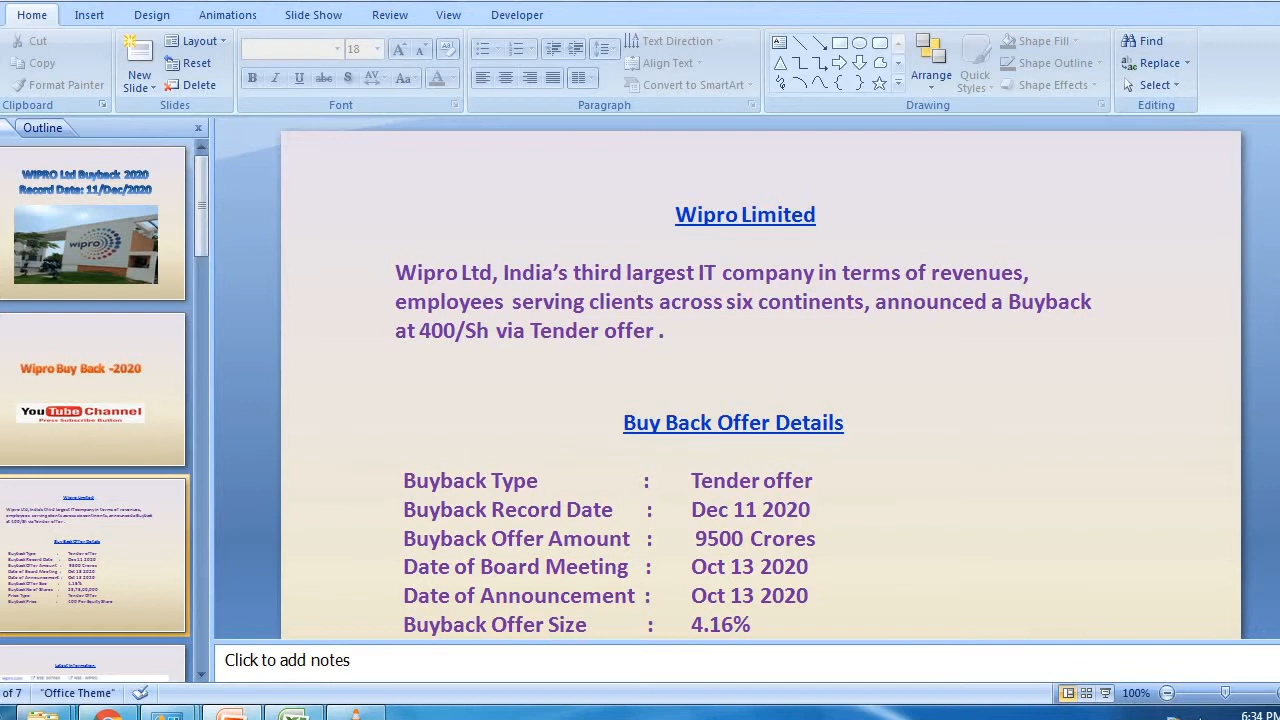 Home Insert Design Slide Show Animations Review View Developer
Cut
Copy
Format Painter
Clipboard
New Slide
Layout
Reset
Delete
Slides
18
Font
Text Direction
Align Text
Convert to SmartArt
Paragraph
Arrange
Quick Styles
Shape Fill
Shape Outline
Shape Effects
Drawing
Find
Replace
Select
Editing
Outline
WIPRO Ltd Buyback 2020
Record Date: 11/Dec/2020
wipro
Wipro Buy Back -2020
YouTube Channel
Press Subscribe Button
Wipro Limited
Wipro Ltd, India’s third largest IT company in terms of revenues,
employees serving clients across six continents, announced a Buyback
at 400/Sh via Tender offer .
Buy Back Offer Details
Buyback Type : Tender offer
Buyback Record Date : Dec 11 2020
Buyback Offer Amount : 9500 Crores
Date of Board Meeting : Oct 13 2020
Date of Announcement : Oct 13 2020
Buyback Offer Size : 4.16%
Click to add notes
of 7 "Office Theme" 100%
6:34 PM